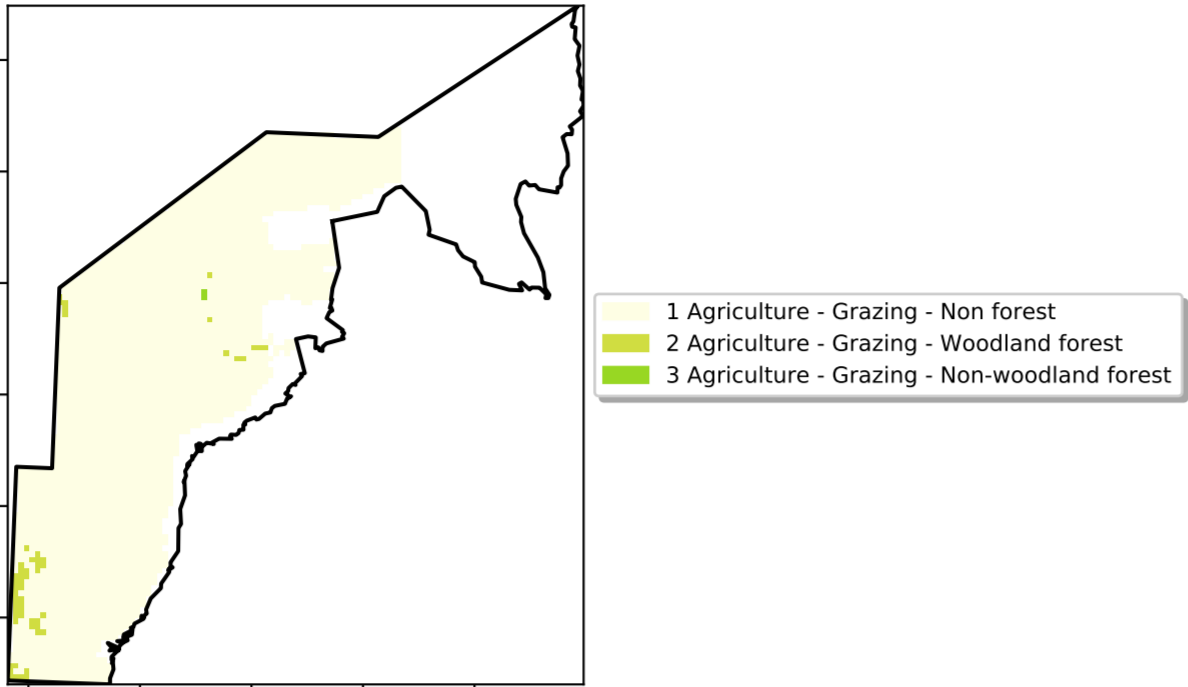 1 Agriculture - Grazing - Non forest
2 Agriculture - Grazing - Woodland forest
3 Agriculture - Grazing - Non-woodland forest